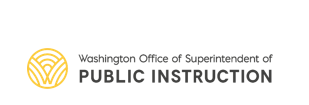 Washington Office of Superintendent of
PUBLIC INSTRUCTION